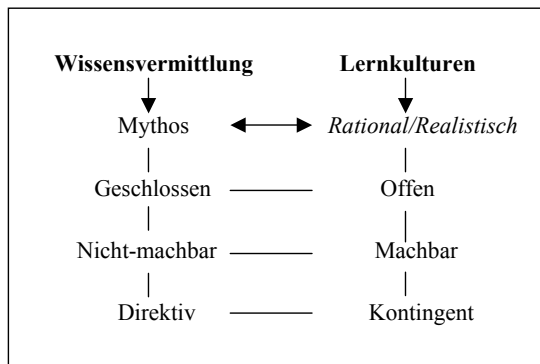 Wissensvermittlung Lernkulturen
Mythos Rational/Realistisch
Geschlossen Offen
Nicht-machbar Machbar
Direktiv Kontingent